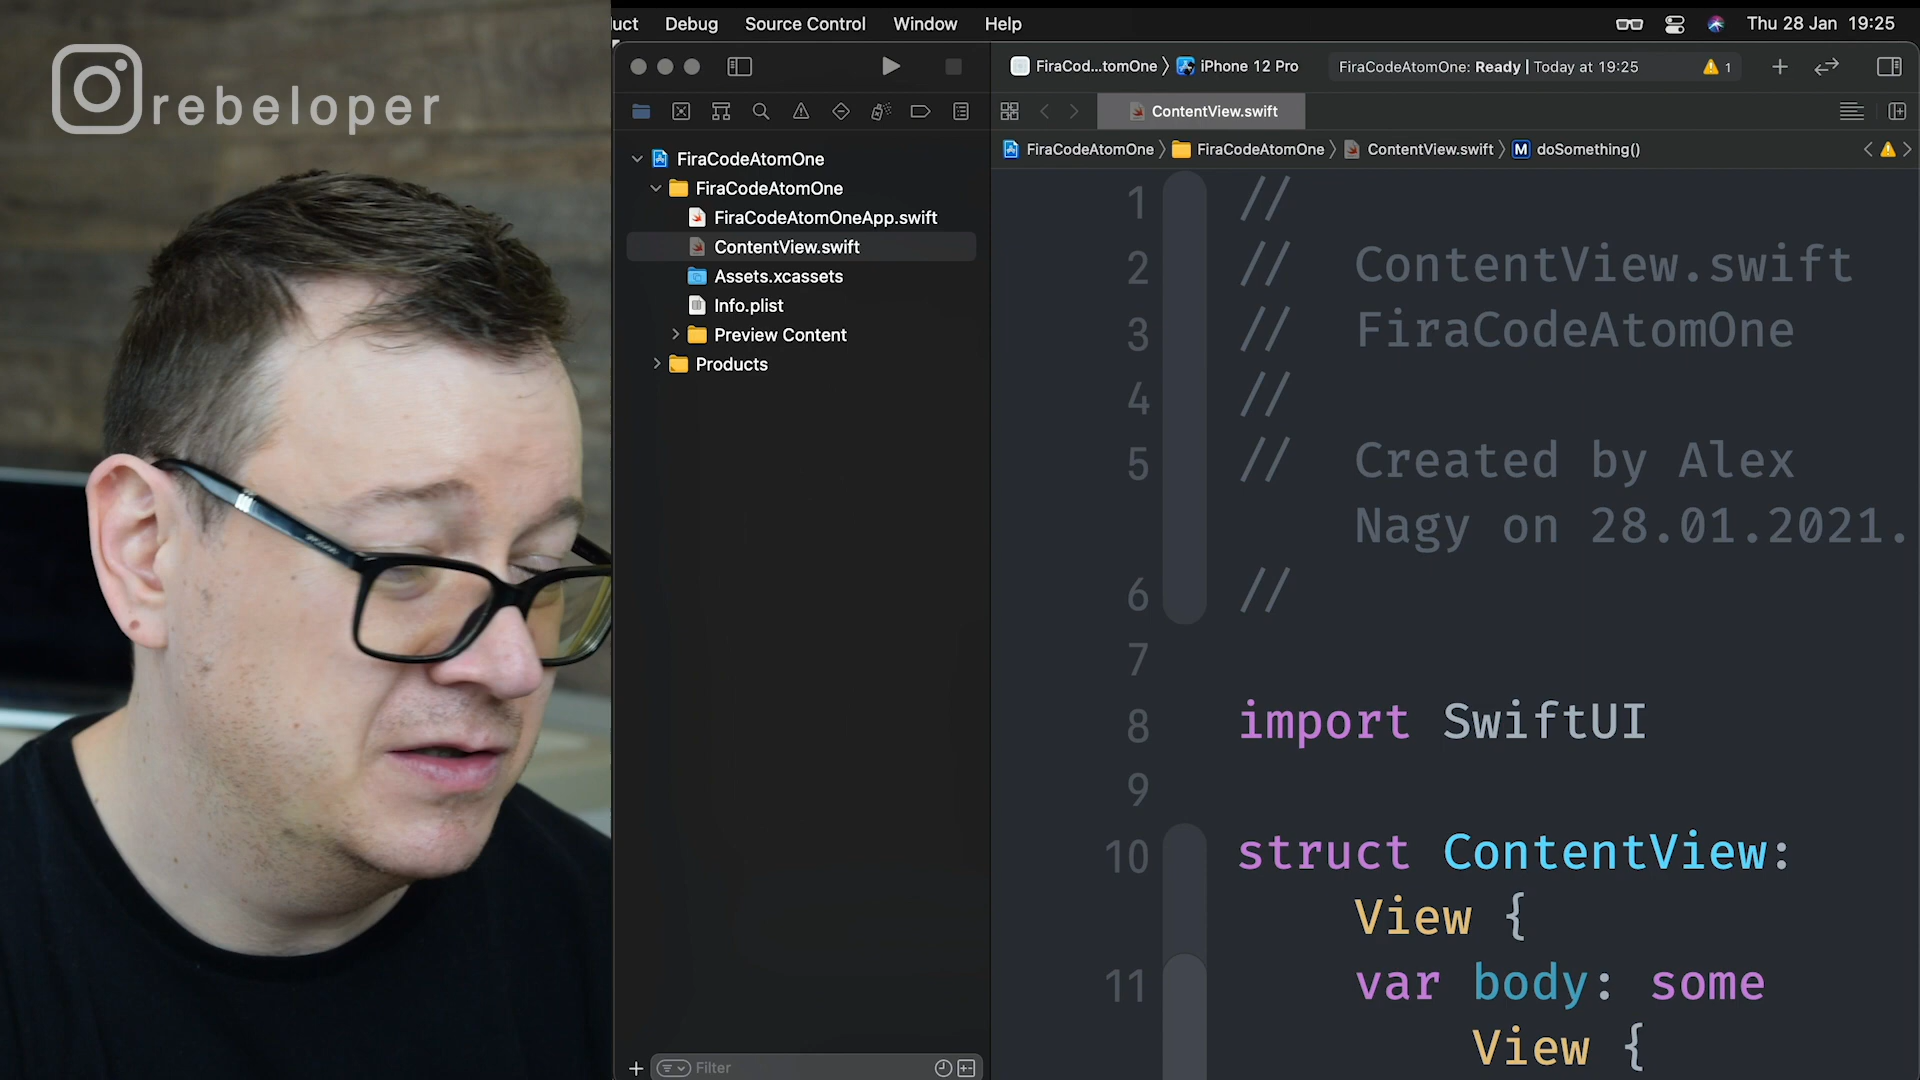 rebeloper
uct Debug Source Control Window Help Thu 28 Jan 19:25
FiraCod...tomOne iPhone 12 Pro FiraCodeAtomOne: Ready | Today at 19:25 1
ContentView.swift
FiraCodeAtomOne FiraCodeAtomOne ContentView.swift M doSomething()
FiraCodeAtomOne
FiraCodeAtomOne
FiraCodeAtomOneApp.swift
ContentView.swift
Assets.xcassets
Info.plist
Preview Content
Products
Filter
1 //
2 // ContentView.swift
3 // FiraCodeAtomOne
4 //
5 // Created by Alex
Nagy on 28.01.2021.
6 //
7
8 import SwiftUI
9
10 struct ContentView:
View {
11 var body: some
View {